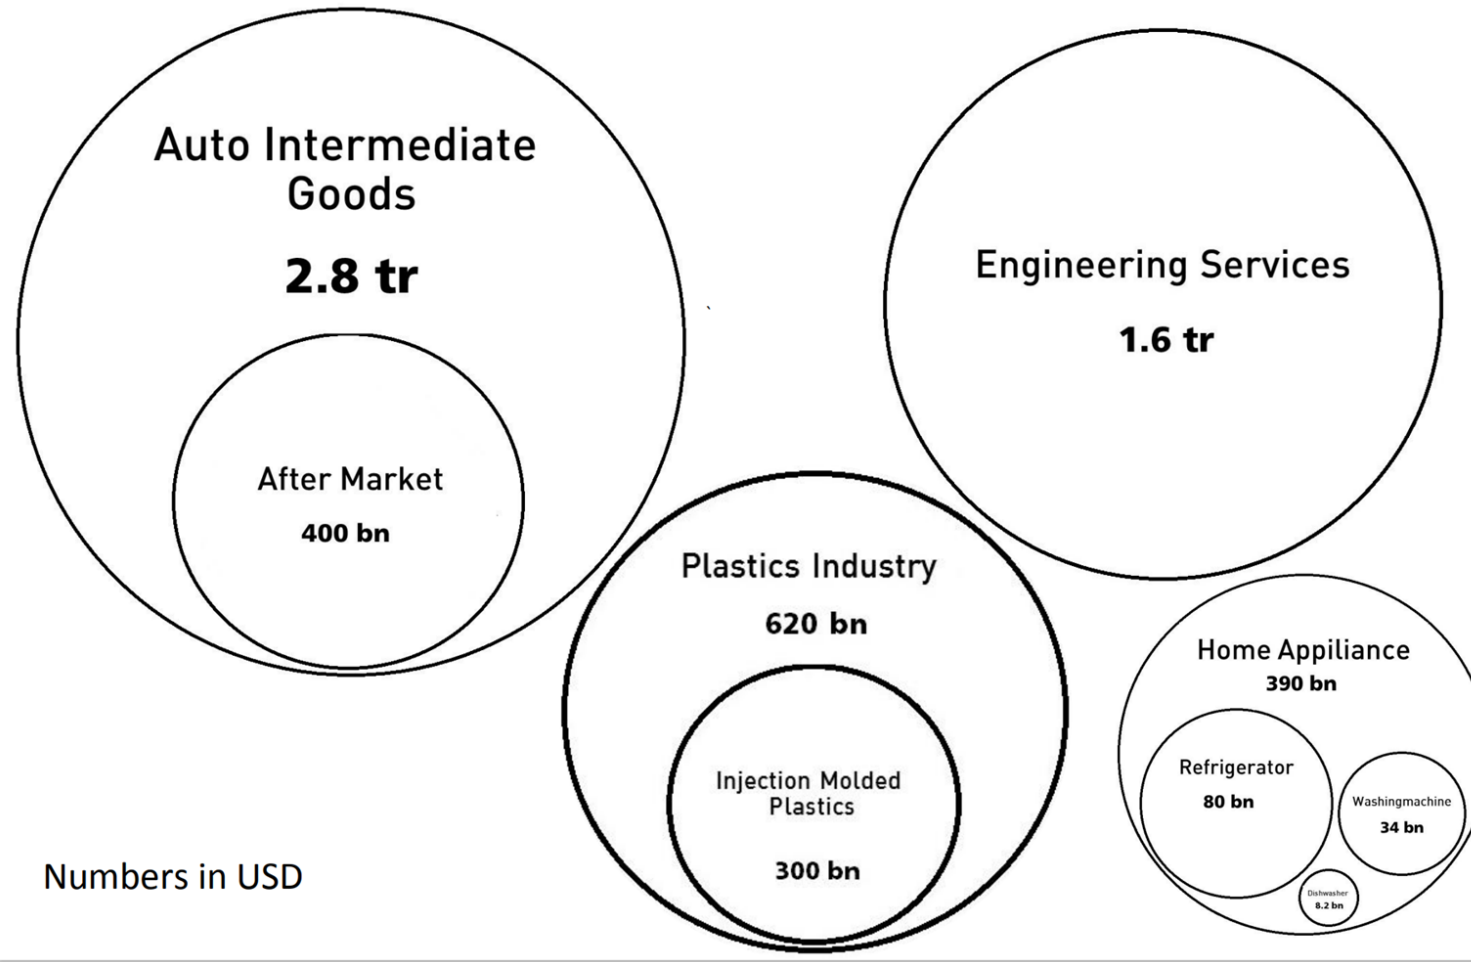 Auto Intermediate
Goods
2.8 tr
After Market
400 bn
Engineering Services
1.6 tr
Plastics Industry
620 bn
Injection Molded
Plastics
300 bn
Home Appiliance
390 bn
Refrigerator
80 bn
Washingmachine
34 bn
Dishwasher
8.2 bn
Numbers in USD